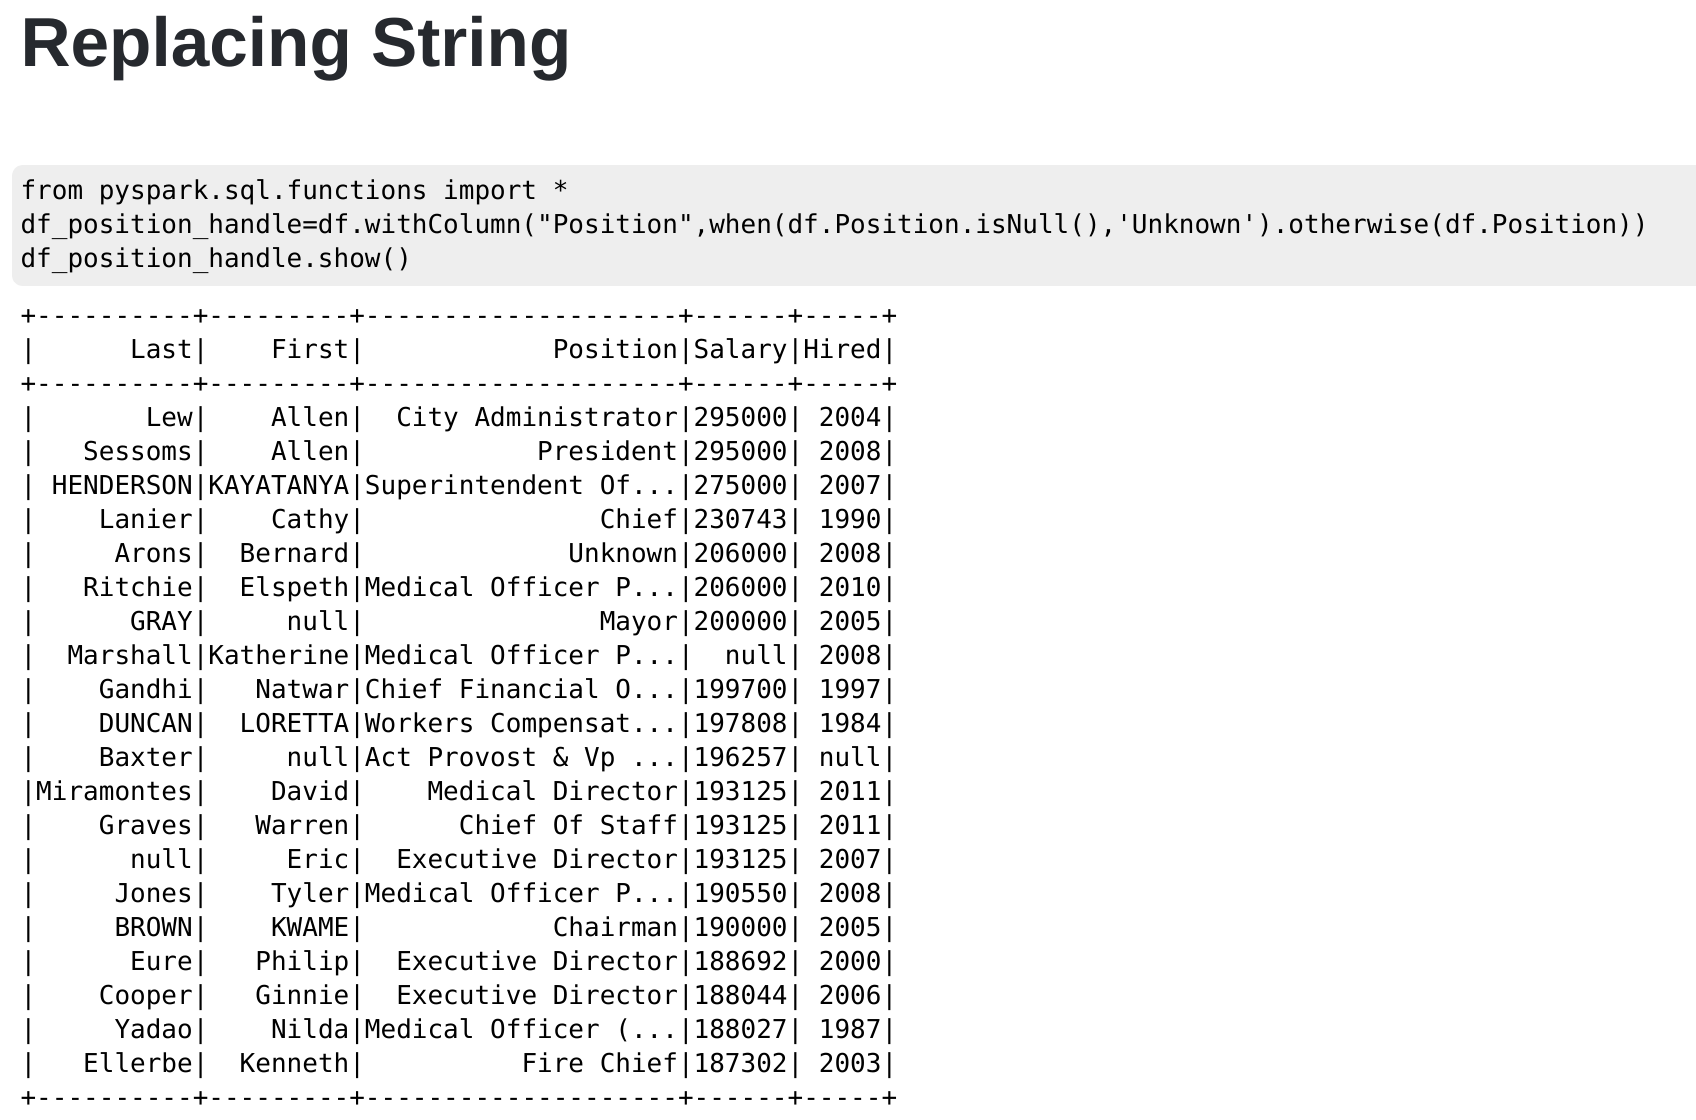 Replacing String
from pyspark.sql.functions import *
df_position_handle=df.withColumn("Position",when(df.Position.isNull(),'Unknown').otherwise(df.Position))
df_position_handle.show()
+----------+---------+--------------------+------+-----+
|      Last|    First|            Position|Salary|Hired|
+----------+---------+--------------------+------+-----+
|       Lew|    Allen|  City Administrator|295000| 2004|
|   Sessoms|    Allen|           President|295000| 2008|
| HENDERSON|KAYATANYA|Superintendent Of...|275000| 2007|
|    Lanier|    Cathy|               Chief|230743| 1990|
|     Arons|  Bernard|             Unknown|206000| 2008|
|   Ritchie|  Elspeth|Medical Officer P...|206000| 2010|
|      GRAY|     null|               Mayor|200000| 2005|
|  Marshall|Katherine|Medical Officer P...|  null| 2008|
|    Gandhi|   Natwar|Chief Financial O...|199700| 1997|
|    DUNCAN|  LORETTA|Workers Compensat...|197808| 1984|
|    Baxter|     null|Act Provost & Vp ...|196257| null|
|Miramontes|    David|    Medical Director|193125| 2011|
|    Graves|   Warren|      Chief Of Staff|193125| 2011|
|      null|     Eric|  Executive Director|193125| 2007|
|     Jones|    Tyler|Medical Officer P...|190550| 2008|
|     BROWN|    KWAME|            Chairman|190000| 2005|
|      Eure|   Philip|  Executive Director|188692| 2000|
|    Cooper|   Ginnie|  Executive Director|188044| 2006|
|     Yadao|    Nilda|Medical Officer (...|188027| 1987|
|   Ellerbe|  Kenneth|          Fire Chief|187302| 2003|
+----------+---------+--------------------+------+-----+